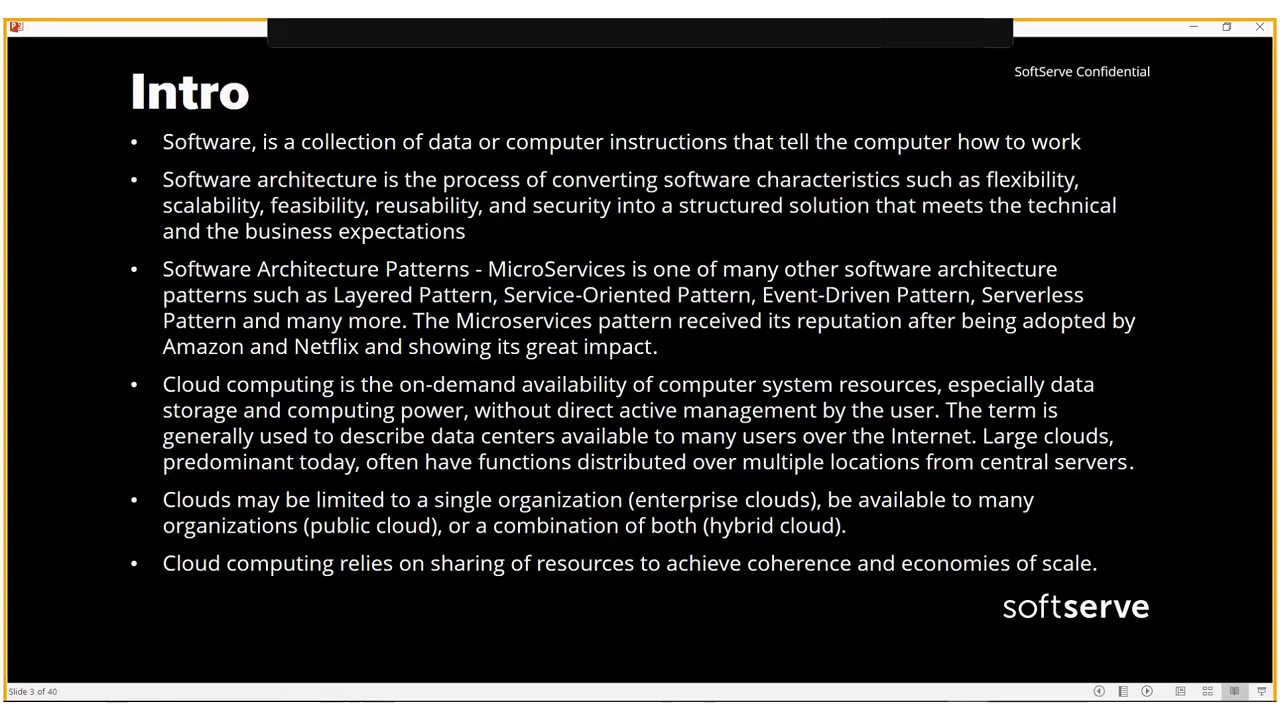 SoftServe Confidential
Intro
• Software, is a collection of data or computer instructions that tell the computer how to work
• Software architecture is the process of converting software characteristics such as flexibility,
scalability, feasibility, reusability, and security into a structured solution that meets the technical
and the business expectations
• Software Architecture Patterns - MicroServices is one of many other software architecture
patterns such as Layered Pattern, Service-Oriented Pattern, Event-Driven Pattern, Serverless
Pattern and many more. The Microservices pattern received its reputation after being adopted by
Amazon and Netflix and showing its great impact.
• Cloud computing is the on-demand availability of computer system resources, especially data
storage and computing power, without direct active management by the user. The term is
generally used to describe data centers available to many users over the Internet. Large clouds,
predominant today, often have functions distributed over multiple locations from central servers.
• Clouds may be limited to a single organization (enterprise clouds), be available to many
organizations (public cloud), or a combination of both (hybrid cloud).
• Cloud computing relies on sharing of resources to achieve coherence and economies of scale.
softserve
Slide 3 of 40